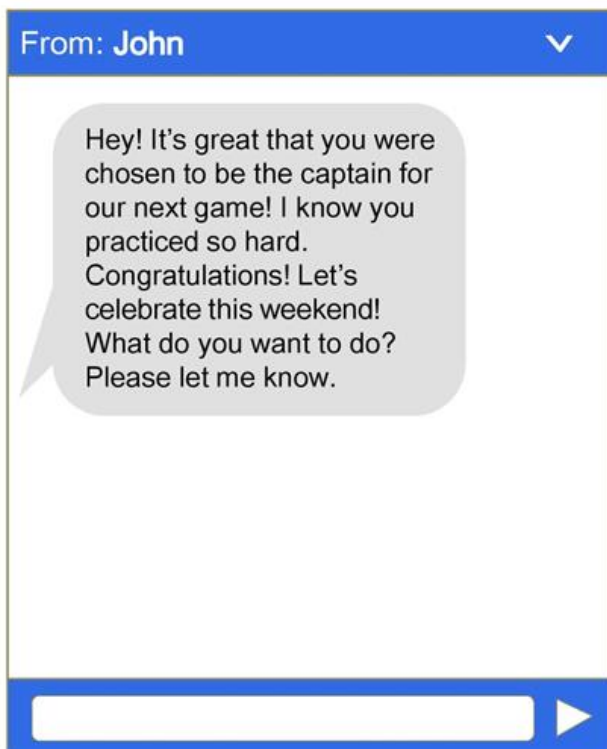 From: John
Hey! It's great that you were
chosen to be the captain for
our next game! I know you
practiced so hard.
Congratulations! Let's
celebrate this weekend!
What do you want to do?
Please let me know.